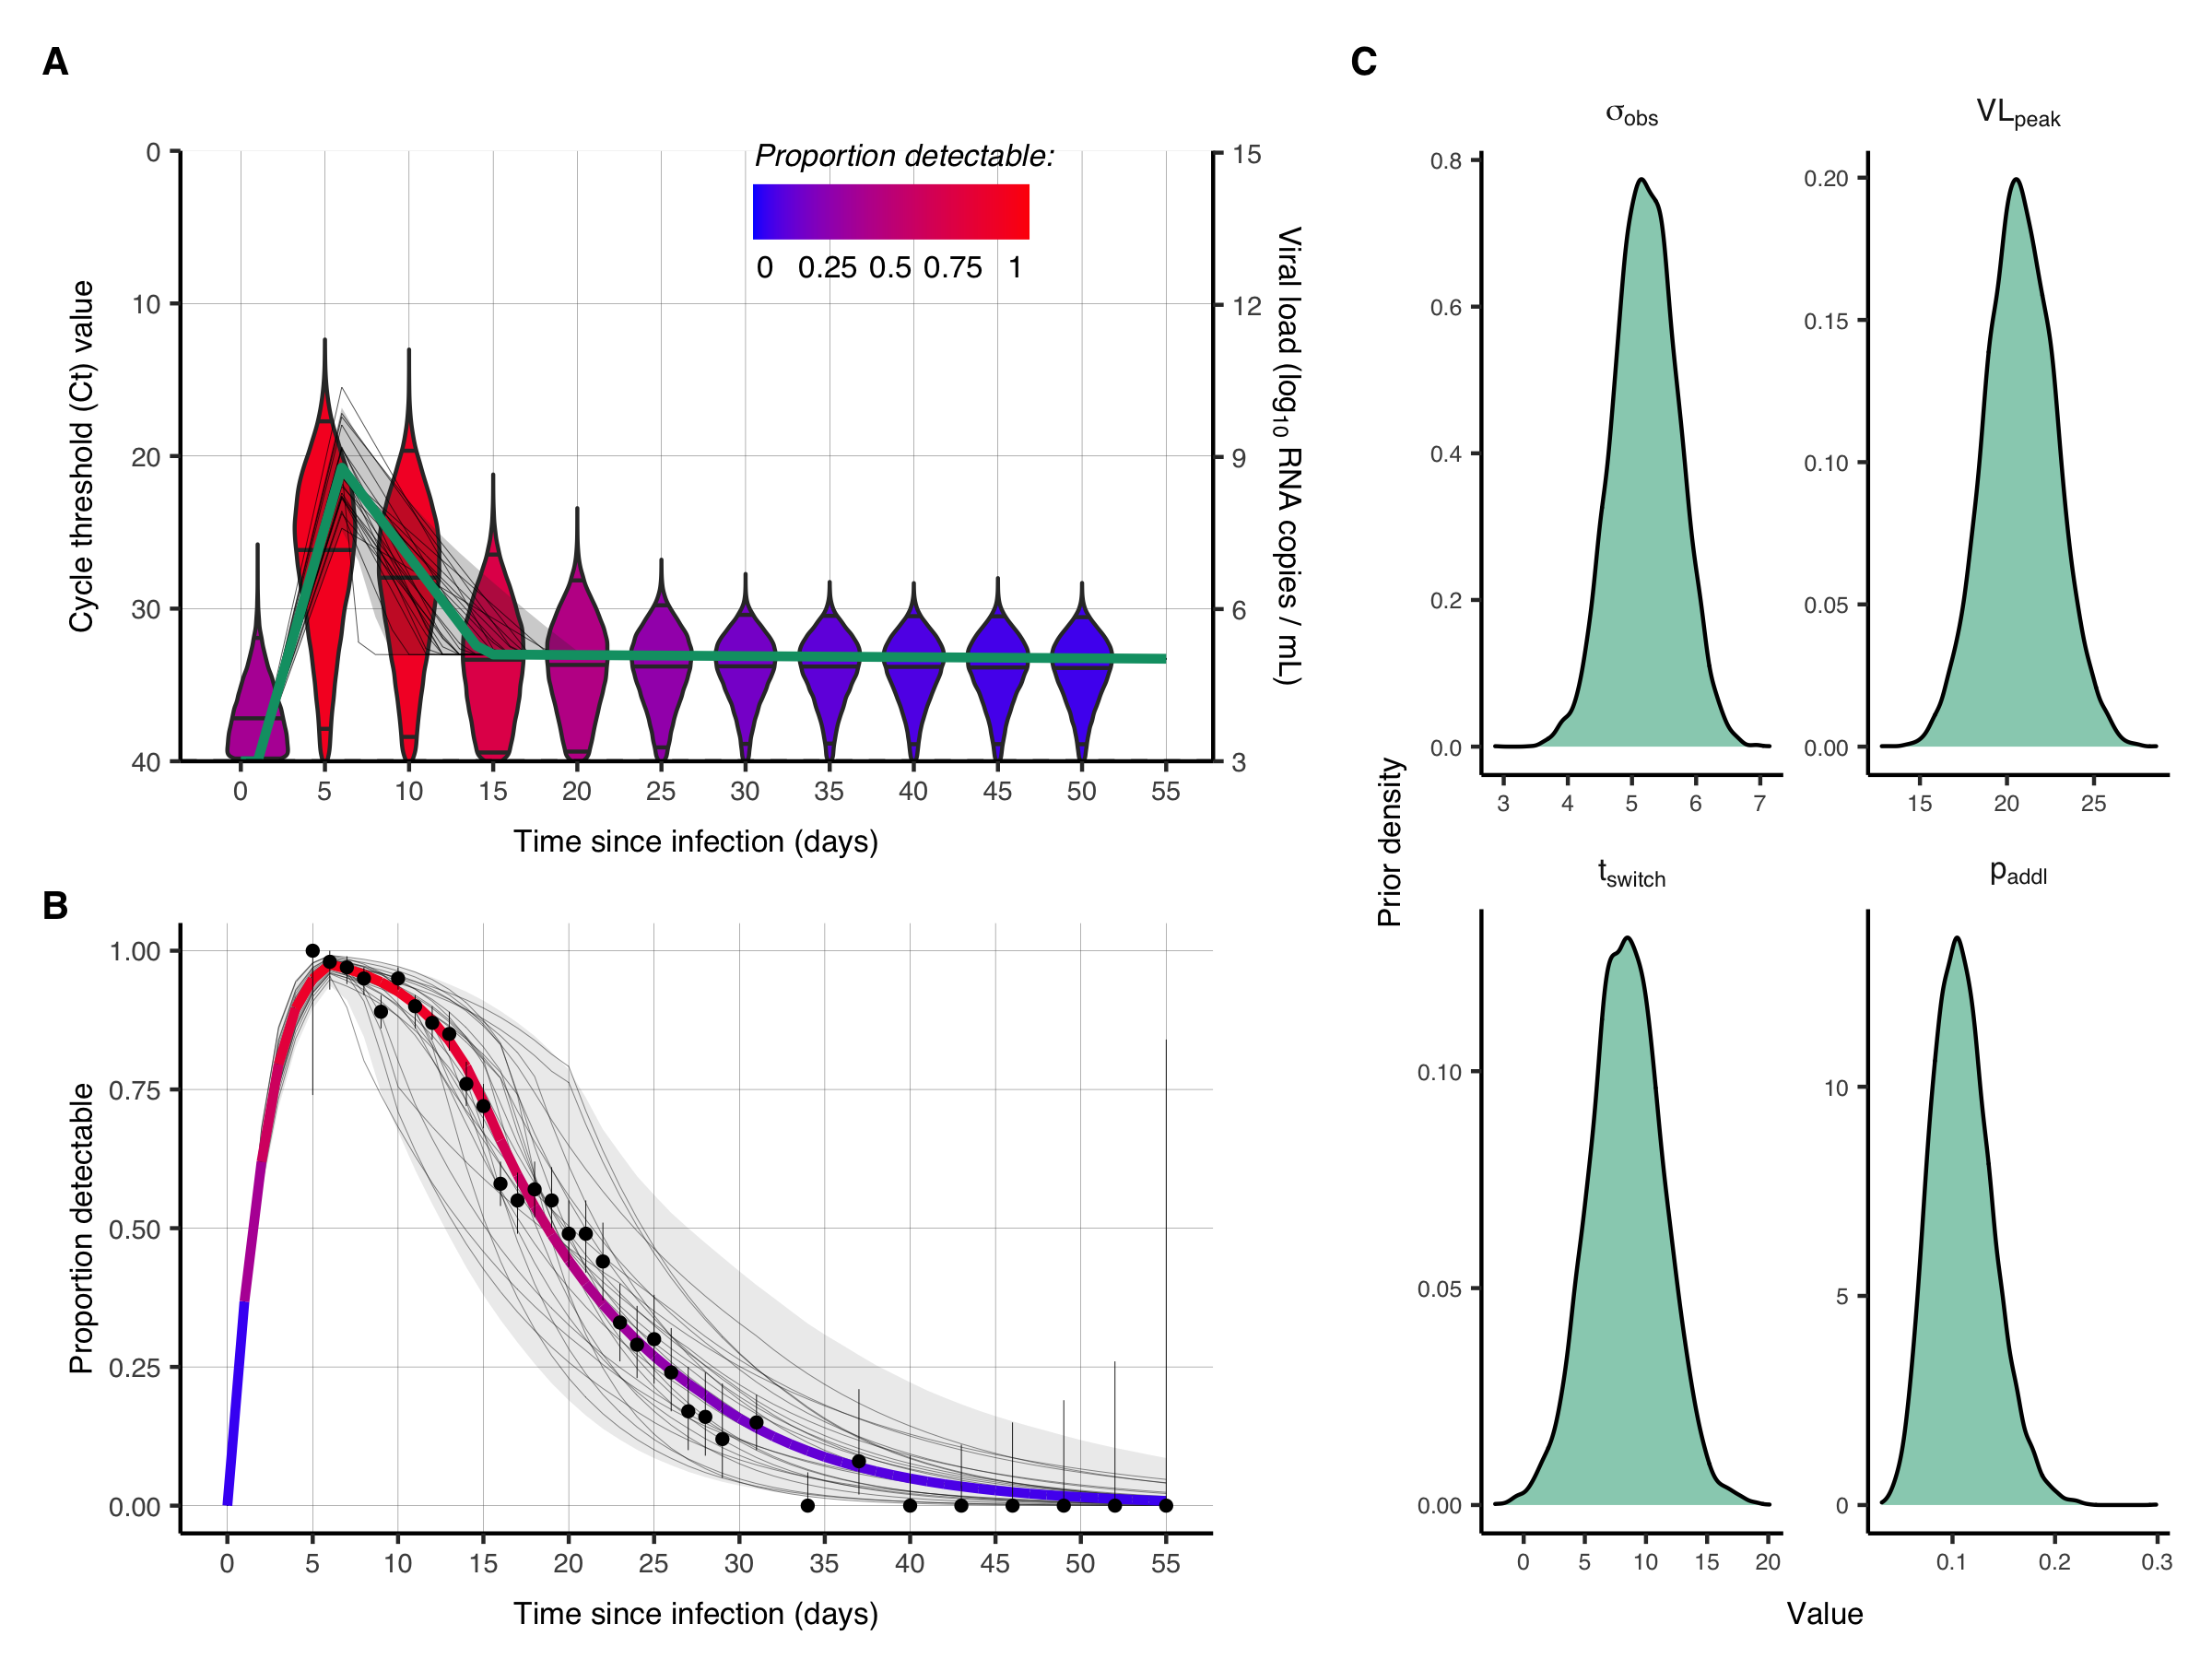 A
Proportion detectable:
0 0.25 0.5 0.75 1
Cycle threshold (Ct) value
0
10
20
30
40
15
12
9
6
3
Viral load (log10 RNA copies / mL)
0 5 10 15 20 25 30 35 40 45 50 55
Time since infection (days)
B
Proportion detectable
1.00
0.75
0.50
0.25
0.00
0 5 10 15 20 25 30 35 40 45 50 55
Time since infection (days)
C
Prior density
σobs
0.8
0.6
0.4
0.2
0.0
3 4 5 6 7
VLpeak
0.20
0.15
0.10
0.05
0.00
15 20 25
tswitch
0.10
0.05
0.00
0 5 10 15 20
paddl
10
5
0
0.1 0.2 0.3
Value